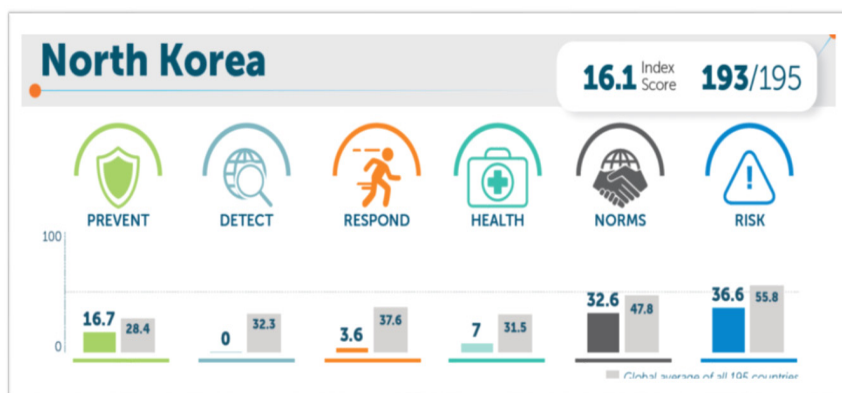 North Korea
16.1 Index Score 193/195
PREVENT DETECT RESPOND HEALTH NORMS RISK
100
16.7 28.4 0 32.3 3.6 37.6 7 31.5 32.6 47.8 36.6 55.8
0
Global average of all 195 countries